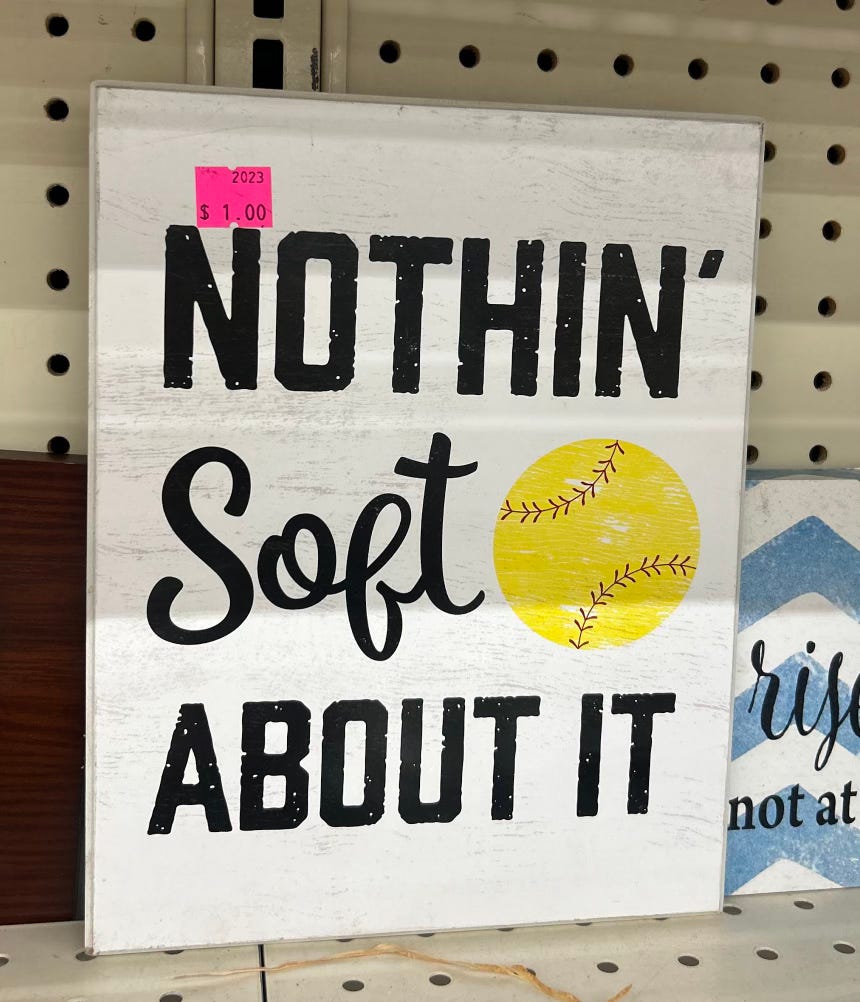 2023
$ 1.00
NOTHIN'
Soft
ABOUT IT
not at